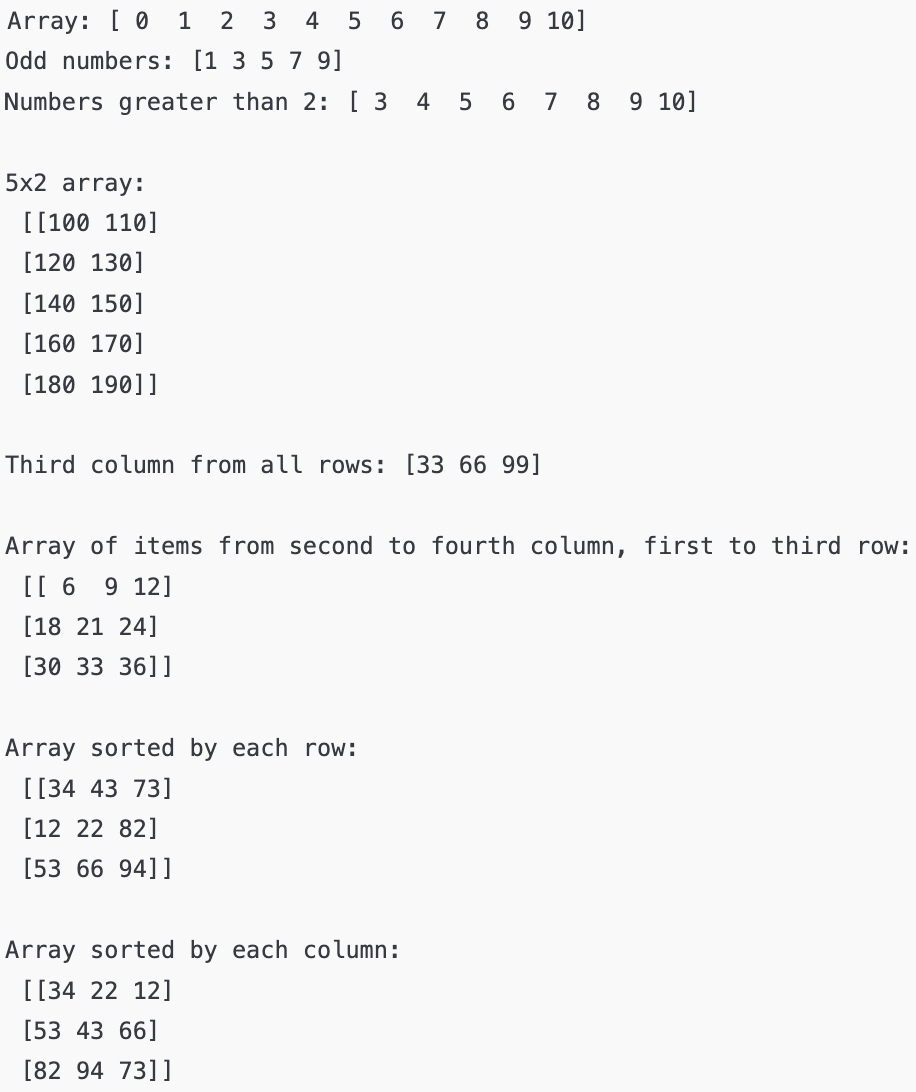 Array: [ 0  1  2  3  4  5  6  7  8  9 10]
Odd numbers: [1 3 5 7 9]
Numbers greater than 2: [ 3  4  5  6  7  8  9 10]
5x2 array:
[[100 110]
[120 130]
[140 150]
[160 170]
[180 190]]
Third column from all rows: [33 66 99]
Array of items from second to fourth column, first to third row:
[[ 6  9 12]
[18 21 24]
[30 33 36]]
Array sorted by each row:
[[34 43 73]
[12 22 82]
[53 66 94]]
Array sorted by each column:
[[34 22 12]
[53 43 66]
[82 94 73]]